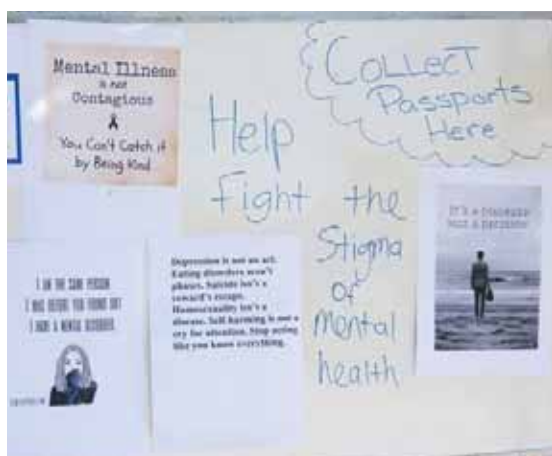 Mental Illness
is not
Contagious
You Can't Catch it
by Being Kind
COLLECT
Passports
Here
Help
Fight the
Stigma
of
mental
health
I AM THE SAME PERSON
I WAS BEFORE YOU FOUND OUT
I HAVE A MENTAL DISORDER
Depression is not an act.
Eating disorders aren't
phases. Suicide isn't a
coward's escape.
Homosexuality isn't a
disease. Self harming is not a
cry for attention. Stop acting
like you know everything.
It's a
not a